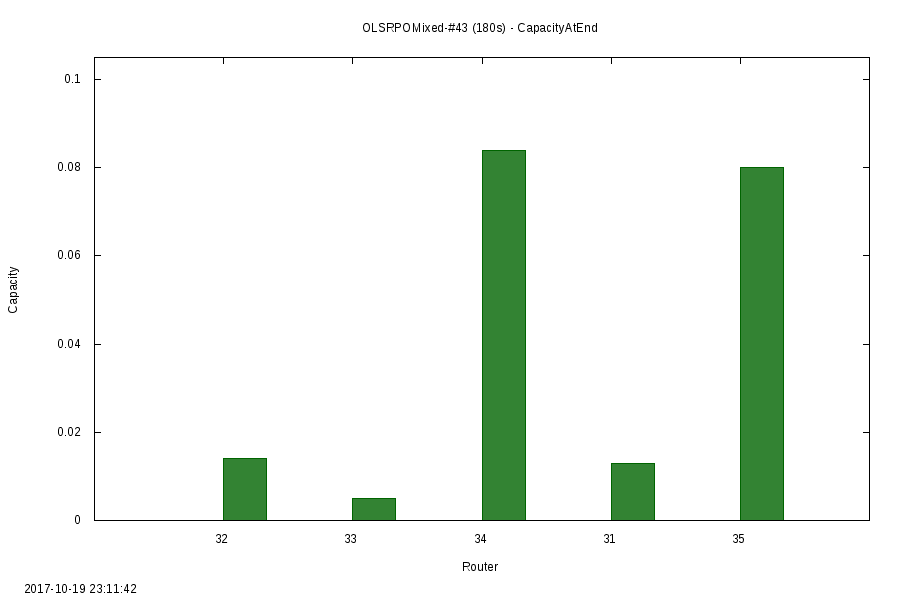 OLSRPOMixed-#43 (180s) - CapacityAtEnd
0.1
0.08
0.06
0.04
0.02
0
Capacity
32 33 34 31 35
Router
2017-10-19 23:11:42